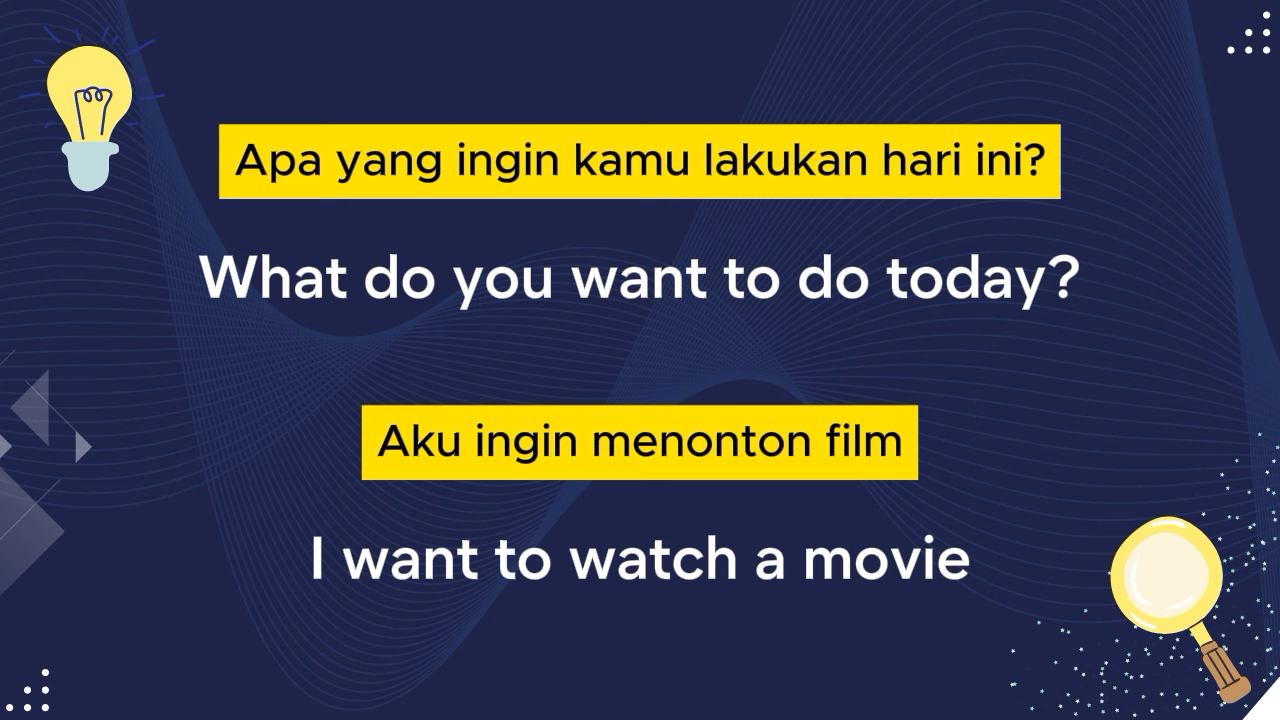 Apa yang ingin kamu lakukan hari ini?
What do you want to do today?
Aku ingin menonton film
I want to watch a movie